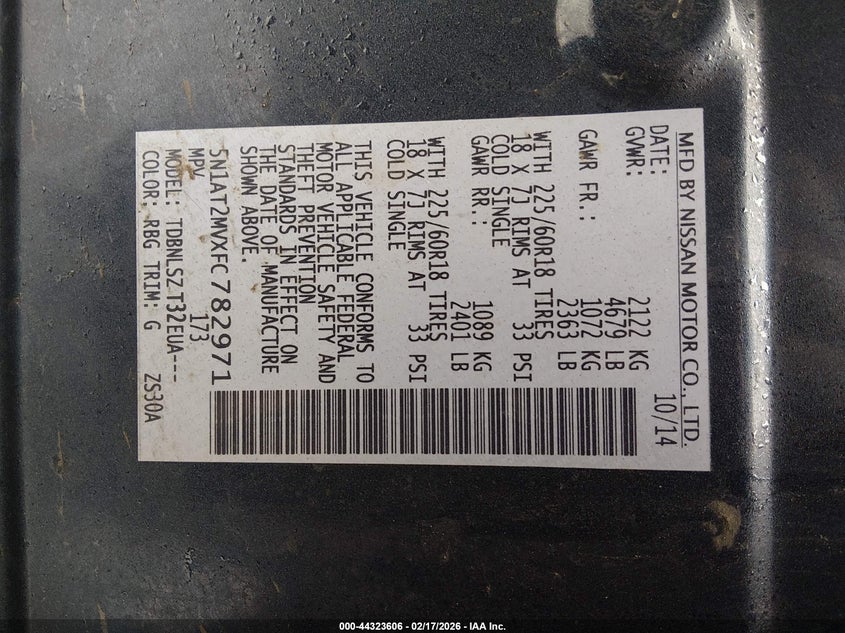 MFD BY NISSAN MOTOR CO., LTD.
DATE: 10/14
GVWR: 2122 KG
4679 LB
GAWR FR.: 1072 KG
2363 LB
WITH 225/60R18 TIRES
18 X 7J RIMS AT 33 PSI
COLD SINGLE
GAWR RR.: 1089 KG
2401 LB
WITH 225/60R18 TIRES
18 X 7J RIMS AT 33 PSI
COLD SINGLE
THIS VEHICLE CONFORMS TO
ALL APPLICABLE FEDERAL
MOTOR VEHICLE SAFETY AND
THEFT PREVENTION
STANDARDS IN EFFECT ON
THE DATE OF MANUFACTURE
SHOWN ABOVE.
5N1AT2MVXFC782971
MPV 173
MODEL: TDBNLSZ T32EUA---
COLOR: RBG TRIM: G ZS30A
000-44323606 - 02/17/2026 - IAA Inc.